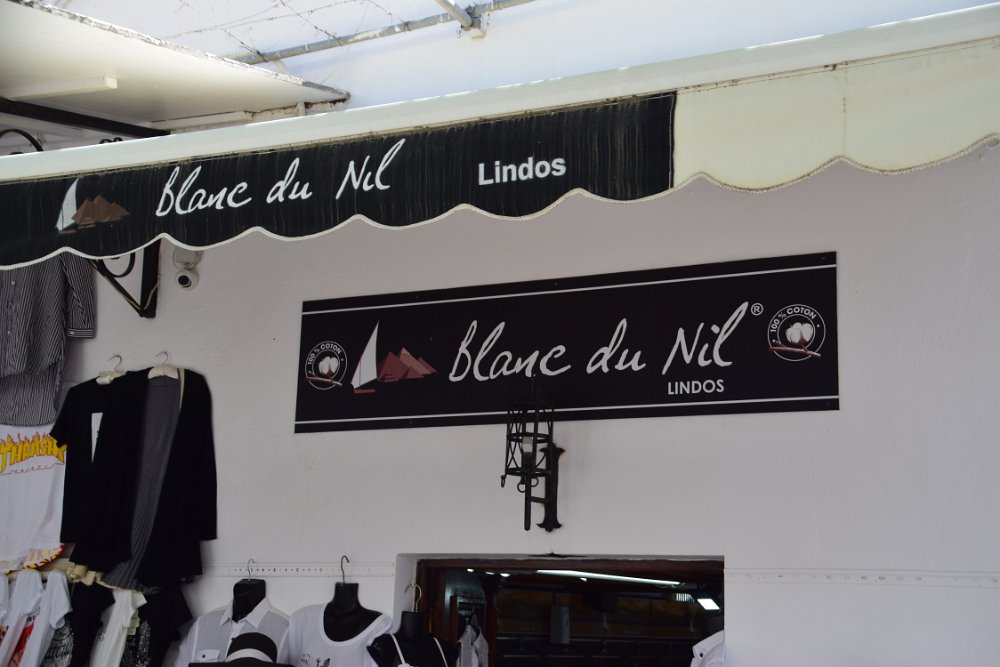 Blanc du Nil Lindos
100% COTON
Blanc du Nil®
LINDOS
100% COTON
THRASHER